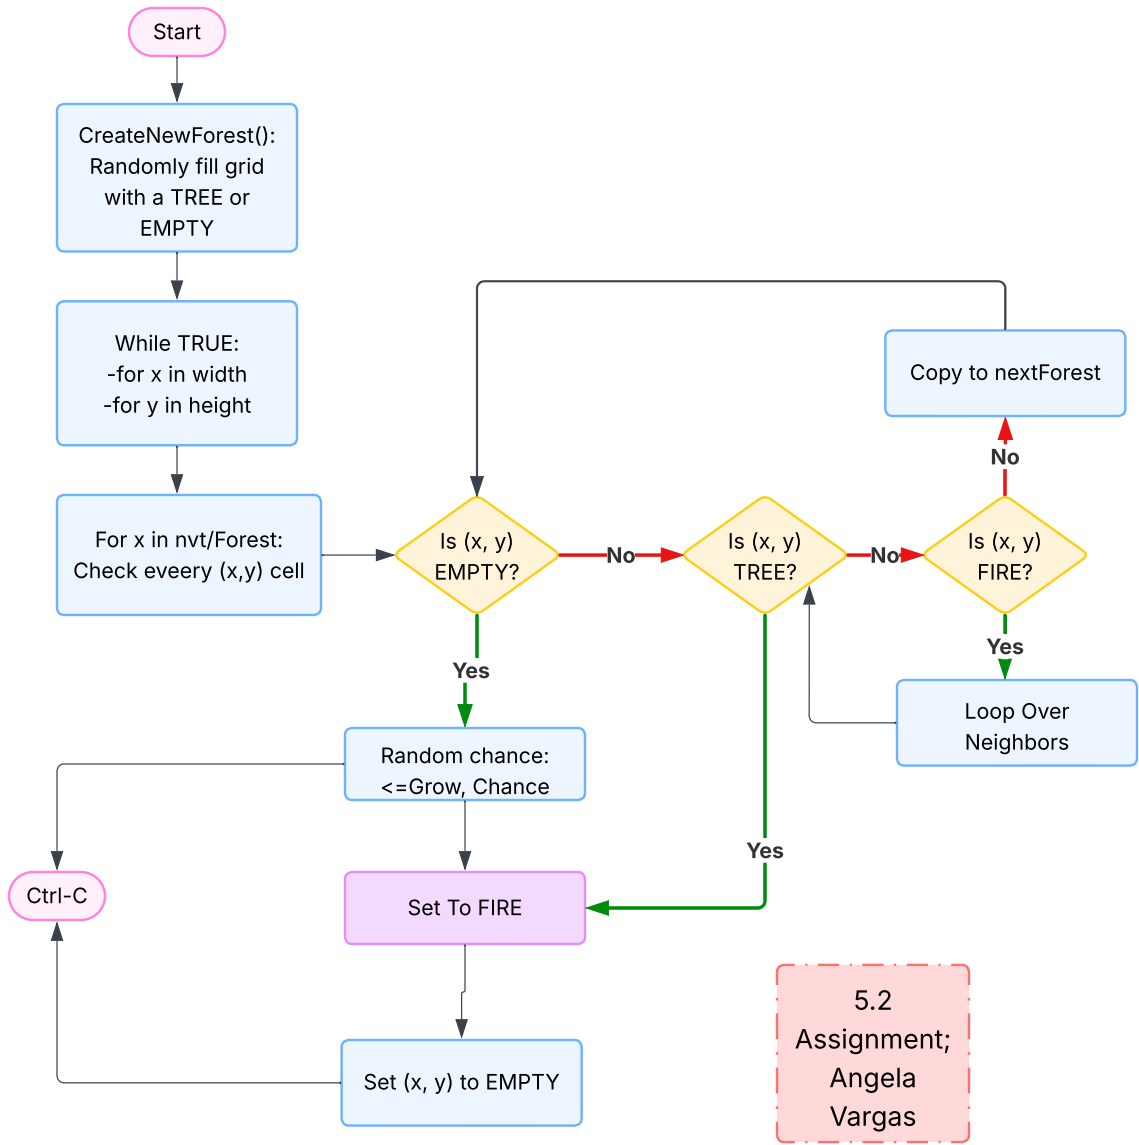 Start
CreateNewForest():
Randomly fill grid
with a TREE or
EMPTY
While TRUE:
-for x in width
-for y in height
For x in nvt/Forest:
Check eveery (x,y) cell
Is (x, y)
EMPTY?
No
Is (x, y)
TREE?
No
Is (x, y)
FIRE?
No
Copy to nextForest
Yes
Loop Over
Neighbors
Yes
Random chance:
<=Grow, Chance
Yes
Ctrl-C
Set To FIRE
Set (x, y) to EMPTY
5.2
Assignment;
Angela
Vargas